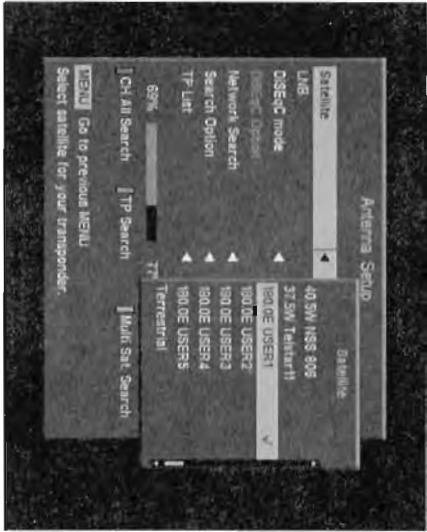 Antenna Setup
Satellite
LNB
DiSEqC mode
DiSEqC Option
Network Search
Search Option
TP List
Satellite
40.5W NSS 806
37.5W Telstar11
180.0E USER1
180.0E USER2
180.0E USER3
180.0E USER4
180.0E USER5
Terrestrial
69%
CH All Search
TP Search
Multi Sat. Search
MENU Go to previous MENU
Select satellite for your transponder.